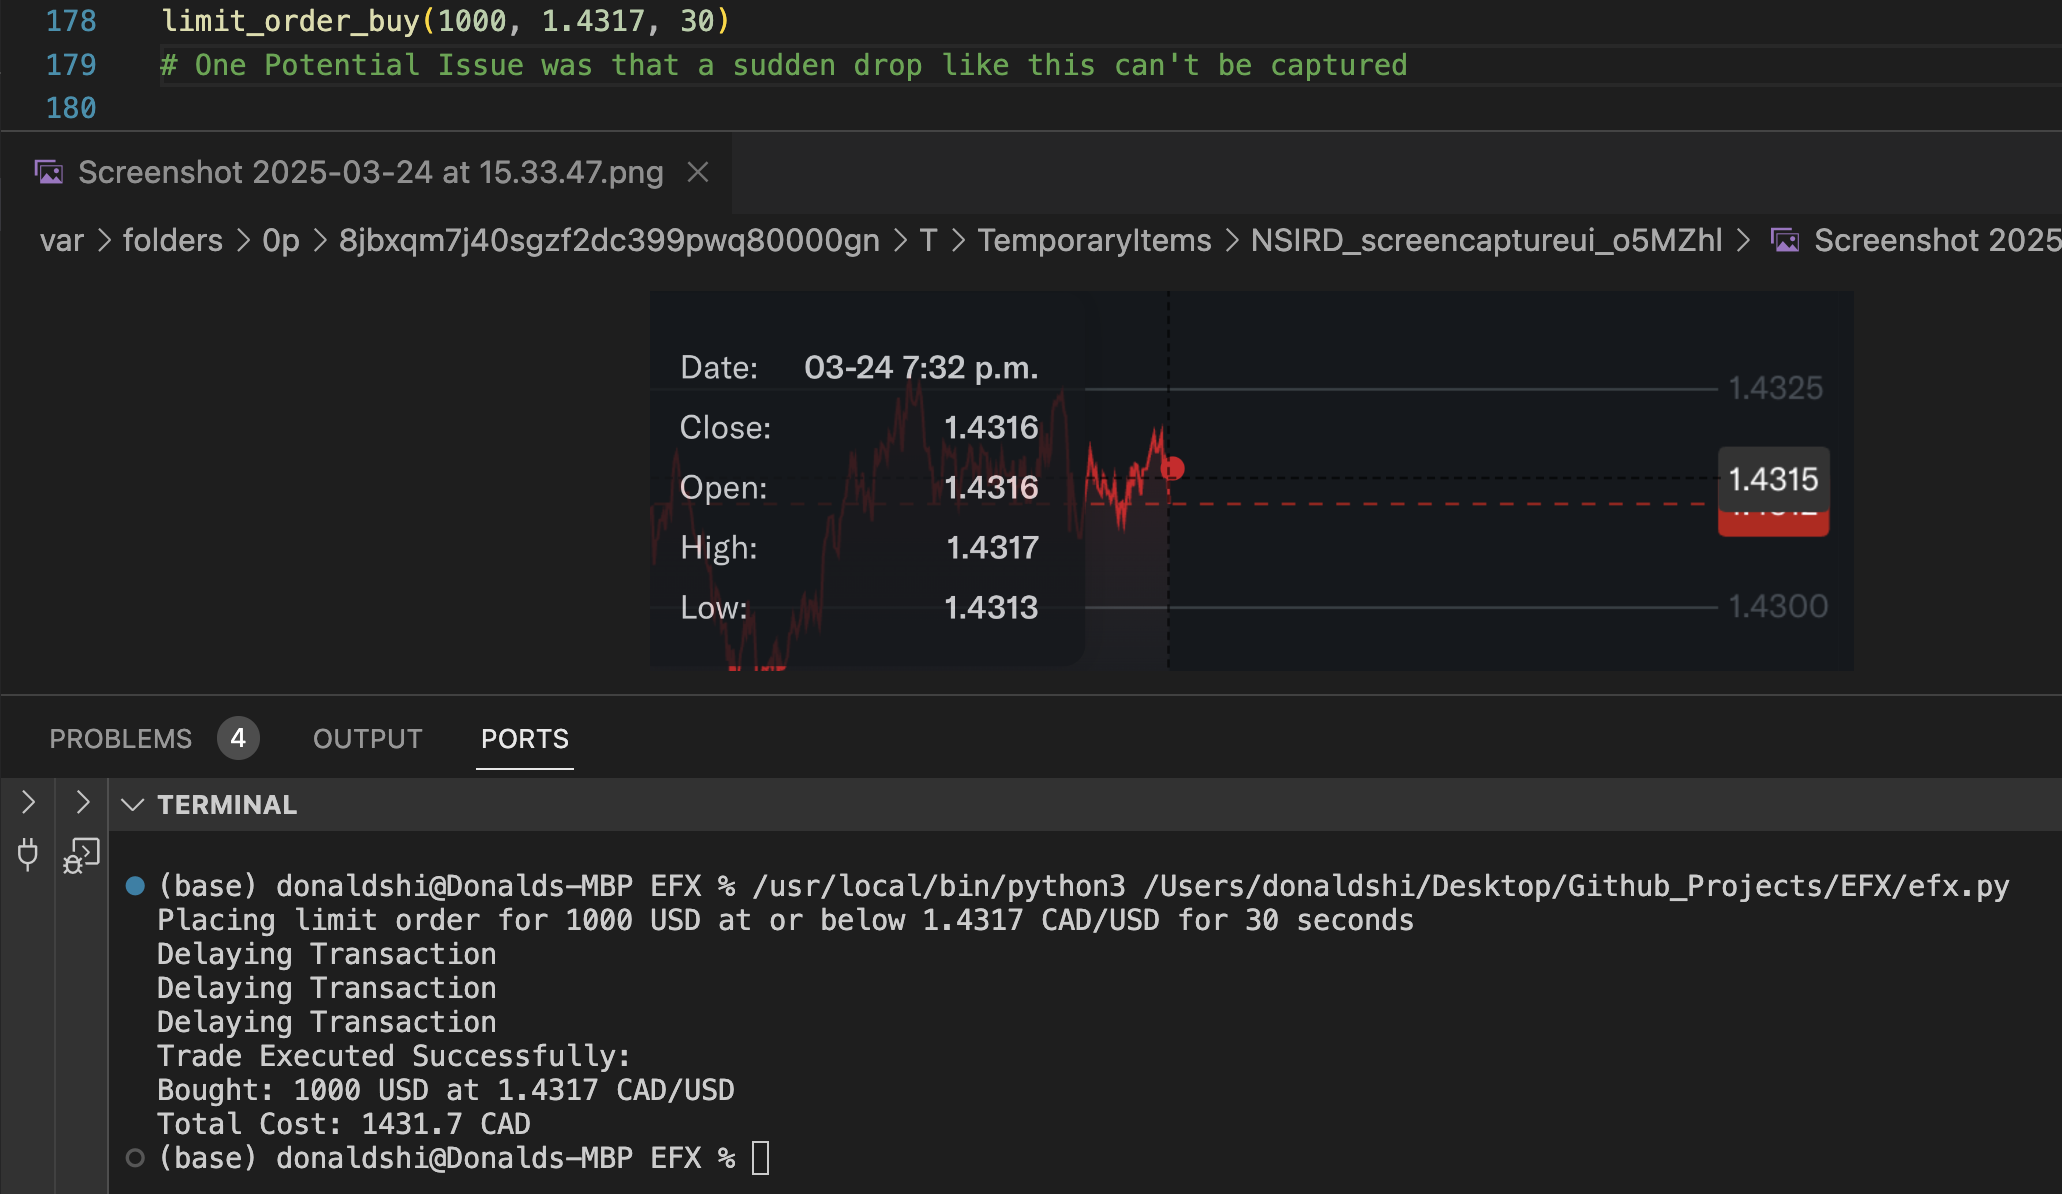 178 limit_order_buy(1000, 1.4317, 30)
179 # One Potential Issue was that a sudden drop like this can't be captured
180
Screenshot 2025-03-24 at 15.33.47.png
var > folders > 0p > 8jbxqm7j40sgzf2dc399pwq80000gn > T > TemporaryItems > NSIRD_screencaptureui_o5MZhl > Screenshot 2025
Date: 03-24 7:32 p.m.
1.4325
Close: 1.4316
Open: 1.4316
1.4315
High: 1.4317
Low: 1.4313
1.4300
PROBLEMS 4 OUTPUT PORTS
TERMINAL
(base) donaldshi@Donalds-MBP EFX % /usr/local/bin/python3 /Users/donaldshi/Desktop/Github_Projects/EFX/efx.py
Placing limit order for 1000 USD at or below 1.4317 CAD/USD for 30 seconds
Delaying Transaction
Delaying Transaction
Delaying Transaction
Trade Executed Successfully:
Bought: 1000 USD at 1.4317 CAD/USD
Total Cost: 1431.7 CAD
(base) donaldshi@Donalds-MBP EFX %